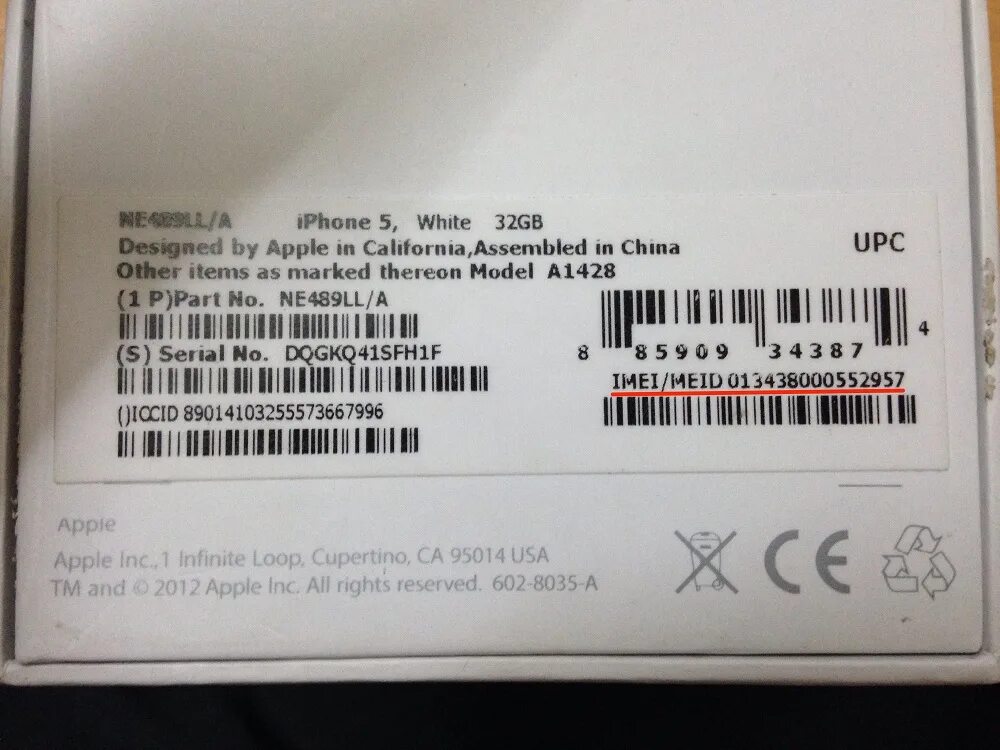 NE489LL/A iPhone 5, White 32GB
Designed by Apple in California,Assembled in China
Other items as marked thereon Model A1428
(1 P)Part No. NE489LL/A
(S) Serial No. DQGKQ41SFH1F
()ICCID 89014103255573667996
UPC
8 85909 34387 4
IMEI/MEID 013438000552957
Apple
Apple Inc.,1 Infinite Loop, Cupertino, CA 95014 USA
TM and © 2012 Apple Inc. All rights reserved. 602-8035-A
CE